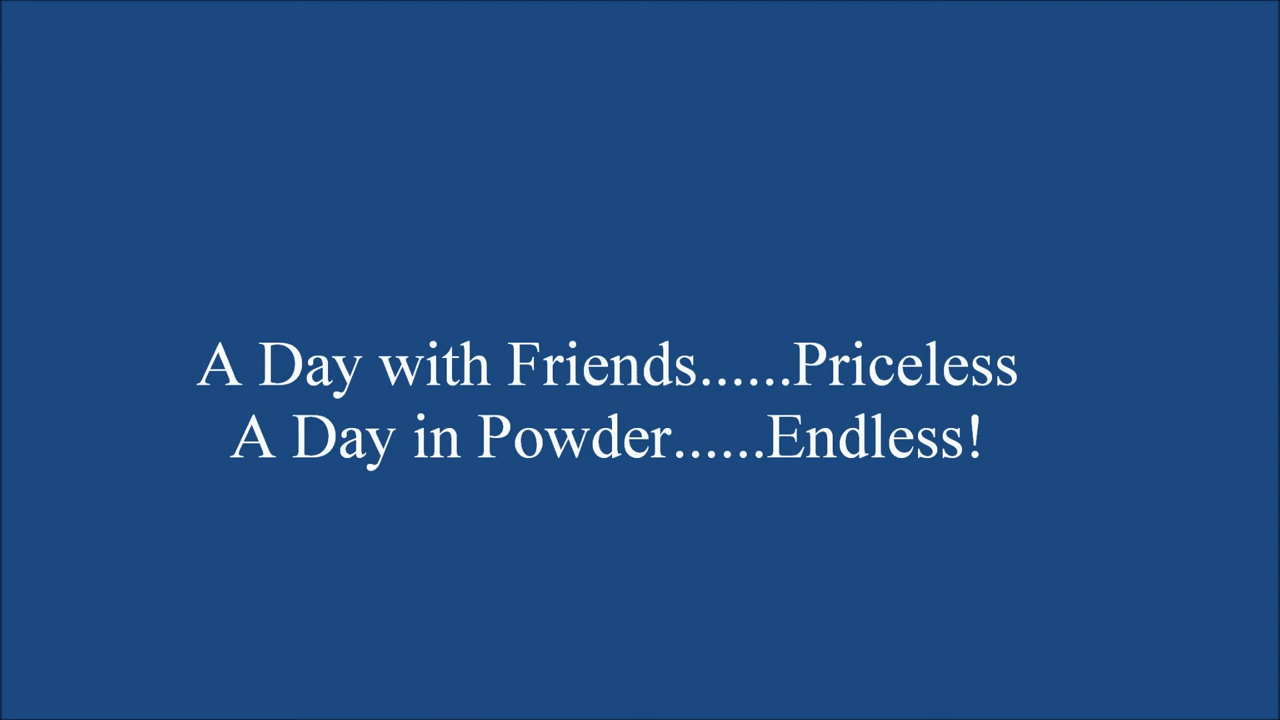 A Day with Friends......Priceless
A Day in Powder......Endless!